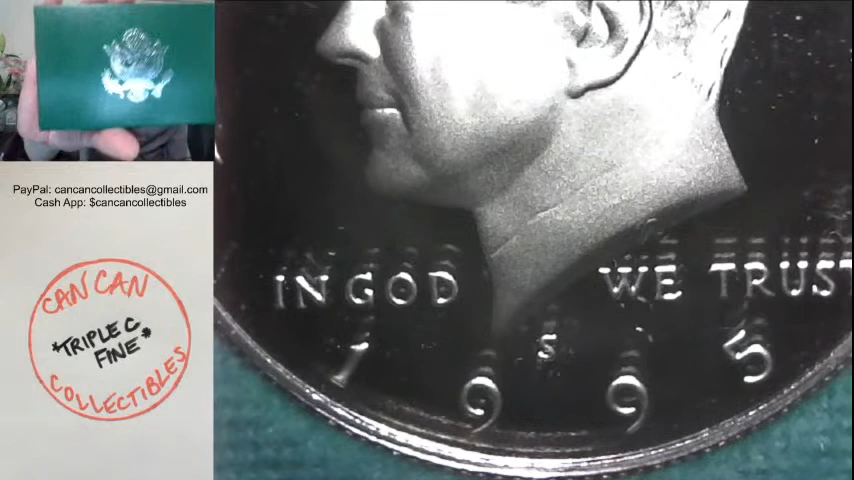 PayPal: cancancollectibles@gmail.com
Cash App: $cancancollectibles
CAN CAN
*TRIPLE C
FINE*
COLLECTIBLES
IN GOD WE TRUST
S
1995